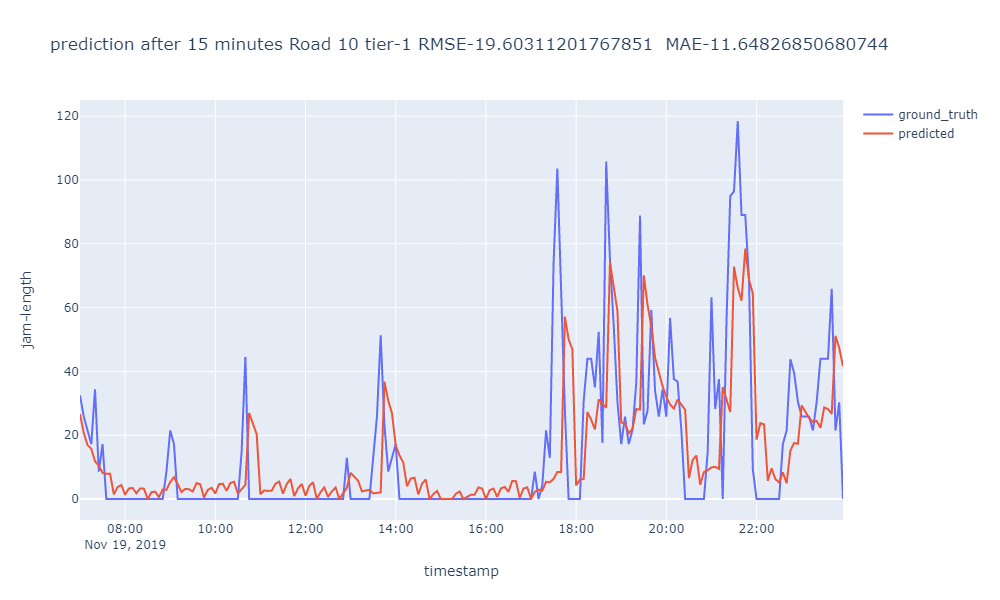 prediction after 15 minutes Road 10 tier-1 RMSE-19.60311201767851  MAE-11.64826850680744
ground_truth
predicted
120
100
80
60
40
20
0
jam-length
08:00 10:00 12:00 14:00 16:00 18:00 20:00 22:00
Nov 19, 2019
timestamp